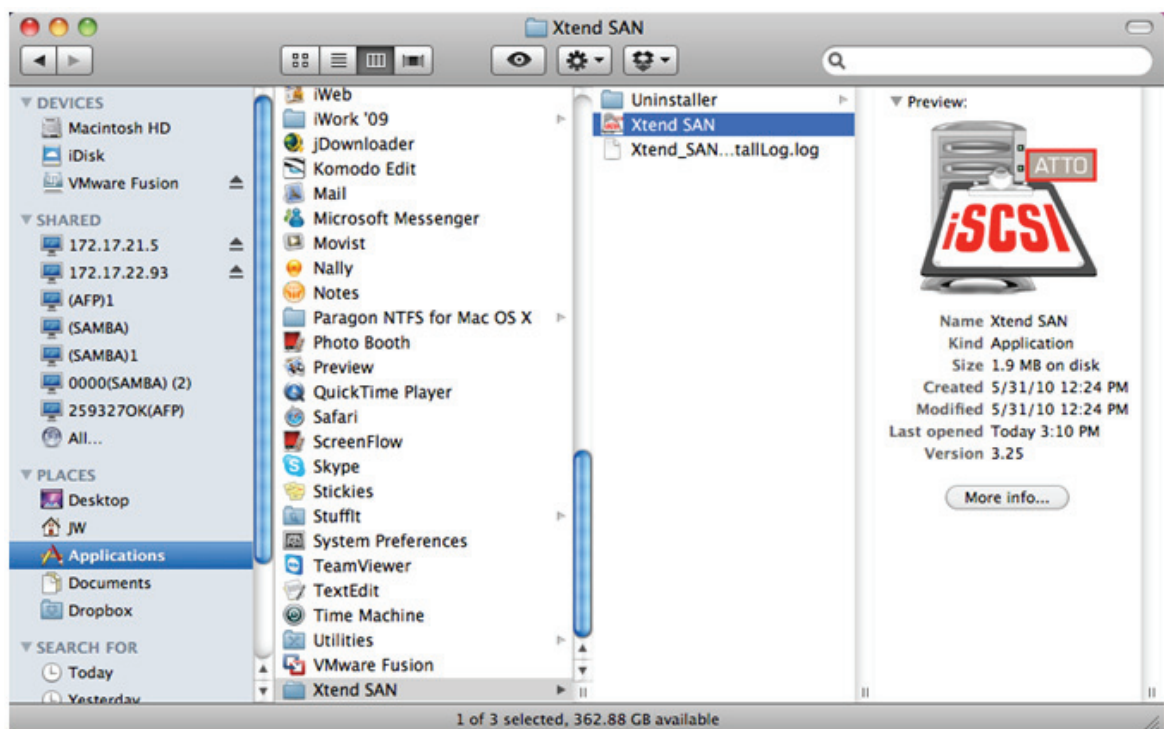 Xtend SAN
DEVICES
Macintosh HD
iDisk
VMware Fusion
SHARED
172.17.21.5
172.17.22.93
(AFP)1
(SAMBA)
(SAMBA)1
0000(SAMBA) (2)
259327OK(AFP)
All...
PLACES
Desktop
JW
Applications
Documents
Dropbox
SEARCH FOR
Today
Yesterday
iWeb
iWork '09
jDownloader
Komodo Edit
Mail
Microsoft Messenger
Movist
Nally
Notes
Paragon NTFS for Mac OS X
Photo Booth
Preview
QuickTime Player
Safari
ScreenFlow
Skype
Stickies
StuffIt
System Preferences
TeamViewer
TextEdit
Time Machine
Utilities
VMware Fusion
Xtend SAN
Uninstaller
Xtend SAN
Xtend_SAN...tallLog.log
Preview:
ATTO
iSCSI
Name Xtend SAN
Kind Application
Size 1.9 MB on disk
Created 5/31/10 12:24 PM
Modified 5/31/10 12:24 PM
Last opened Today 3:10 PM
Version 3.25
More info...
1 of 3 selected, 362.88 GB available